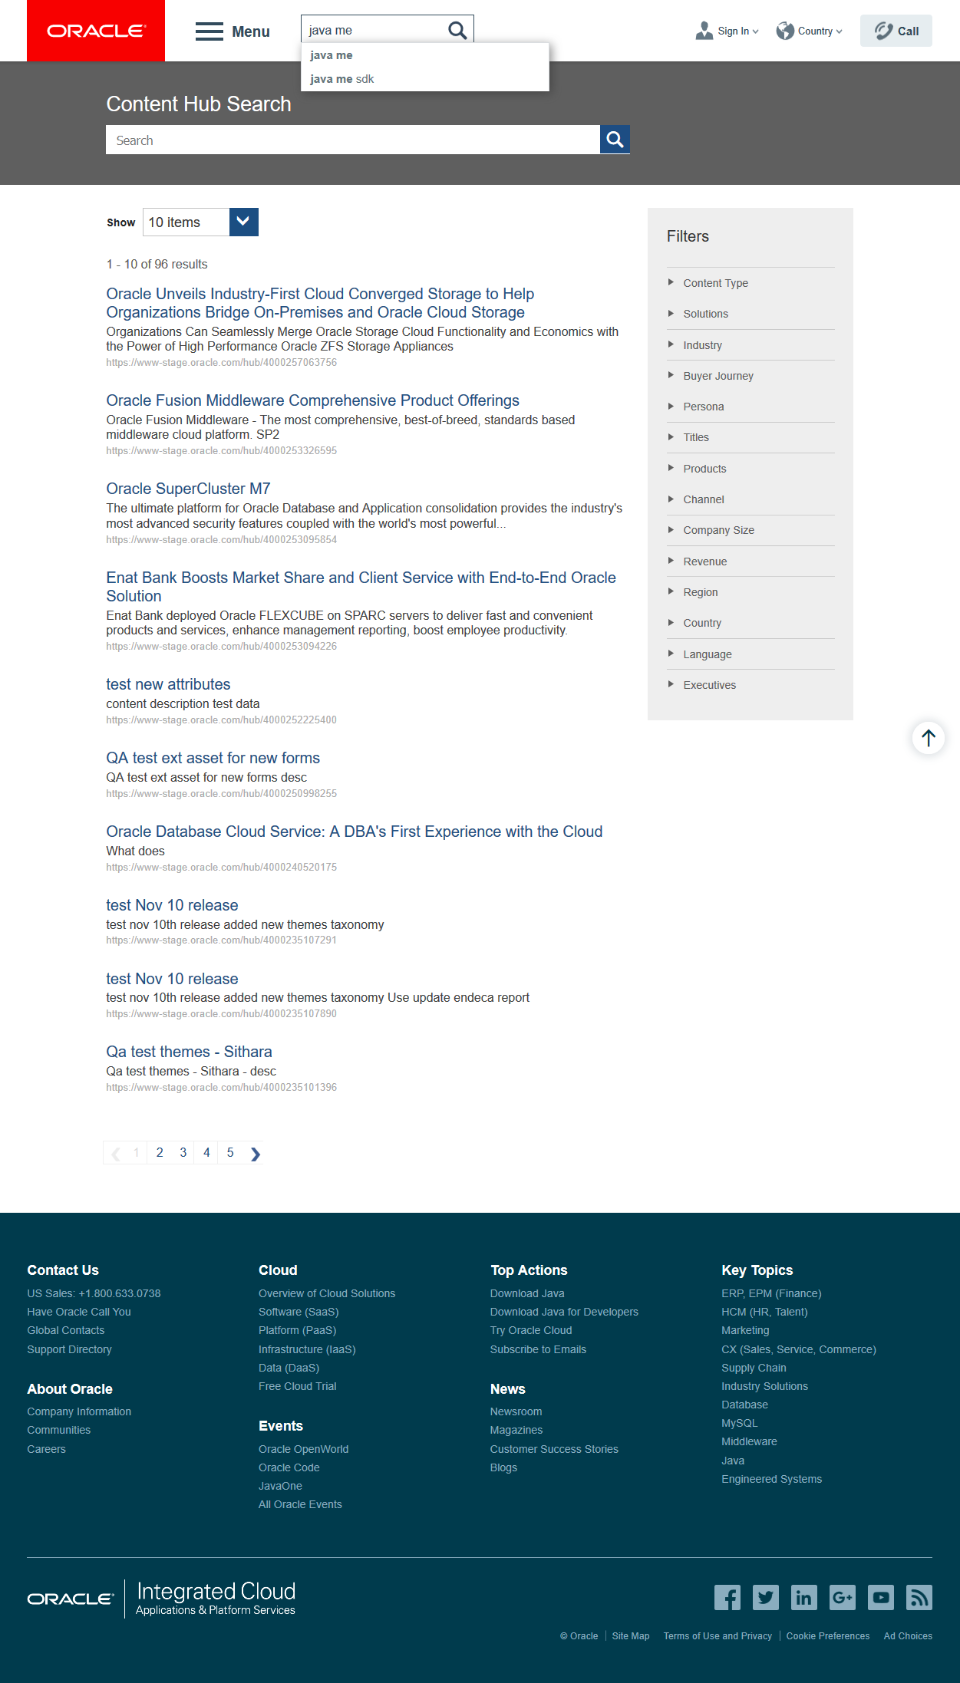 ORACLE
Menu
java me
Sign In
Country
Call
java me
java me sdk
Content Hub Search
Search
Show
10 items
1 - 10 of 96 results
Oracle Unveils Industry-First Cloud Converged Storage to Help
Organizations Bridge On-Premises and Oracle Cloud Storage
Organizations Can Seamlessly Merge Oracle Storage Cloud Functionality and Economics with
the Power of High Performance Oracle ZFS Storage Appliances
https://www-stage.oracle.com/hub/4000257063756
Oracle Fusion Middleware Comprehensive Product Offerings
Oracle Fusion Middleware - The most comprehensive, best-of-breed, standards based
middleware cloud platform. SP2
https://www-stage.oracle.com/hub/4000253326595
Oracle SuperCluster M7
The ultimate platform for Oracle Database and Application consolidation provides the industry's
most advanced security features coupled with the world's most powerful...
https://www-stage.oracle.com/hub/4000253095854
Enat Bank Boosts Market Share and Client Service with End-to-End Oracle
Solution
Enat Bank deployed Oracle FLEXCUBE on SPARC servers to deliver fast and convenient
products and services, enhance management reporting, boost employee productivity.
https://www-stage.oracle.com/hub/4000253094226
test new attributes
content description test data
https://www-stage.oracle.com/hub/4000252225400
QA test ext asset for new forms
QA test ext asset for new forms desc
https://www-stage.oracle.com/hub/4000250998255
Oracle Database Cloud Service: A DBA's First Experience with the Cloud
What does
https://www-stage.oracle.com/hub/4000240520175
test Nov 10 release
test nov 10th release added new themes taxonomy
https://www-stage.oracle.com/hub/4000235107291
test Nov 10 release
test nov 10th release added new themes taxonomy Use update endeca report
https://www-stage.oracle.com/hub/4000235107890
Qa test themes - Sithara
Qa test themes - Sithara - desc
https://www-stage.oracle.com/hub/4000235101396
1 2 3 4 5
Filters
Content Type
Solutions
Industry
Buyer Journey
Persona
Titles
Products
Channel
Company Size
Revenue
Region
Country
Language
Executives
Contact Us
US Sales: +1.800.633.0738
Have Oracle Call You
Global Contacts
Support Directory
About Oracle
Company Information
Communities
Careers
Cloud
Overview of Cloud Solutions
Software (SaaS)
Platform (PaaS)
Infrastructure (IaaS)
Data (DaaS)
Free Cloud Trial
Events
Oracle OpenWorld
Oracle Code
JavaOne
All Oracle Events
Top Actions
Download Java
Download Java for Developers
Try Oracle Cloud
Subscribe to Emails
News
Newsroom
Magazines
Customer Success Stories
Blogs
Key Topics
ERP, EPM (Finance)
HCM (HR, Talent)
Marketing
CX (Sales, Service, Commerce)
Supply Chain
Industry Solutions
Database
MySQL
Middleware
Java
Engineered Systems
ORACLE
Integrated Cloud
Applications & Platform Services
© Oracle
Site Map
Terms of Use and Privacy
Cookie Preferences
Ad Choices